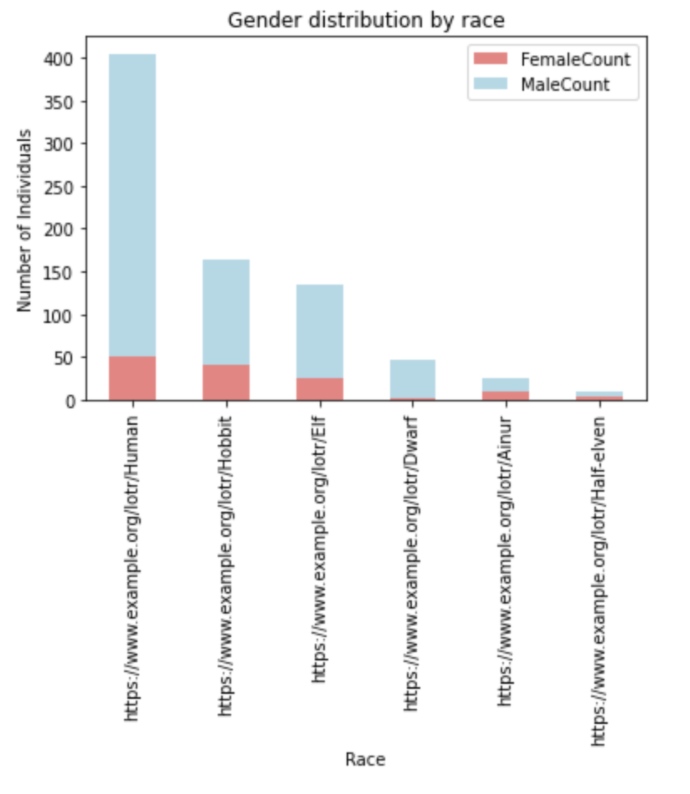 Gender distribution by race
FemaleCount
MaleCount
Number of Individuals
400
350
300
250
200
150
100
50
0
https://www.example.org/lotr/Human
https://www.example.org/lotr/Hobbit
https://www.example.org/lotr/Elf
https://www.example.org/lotr/Dwarf
https://www.example.org/lotr/Ainur
https://www.example.org/lotr/Half-elven
Race